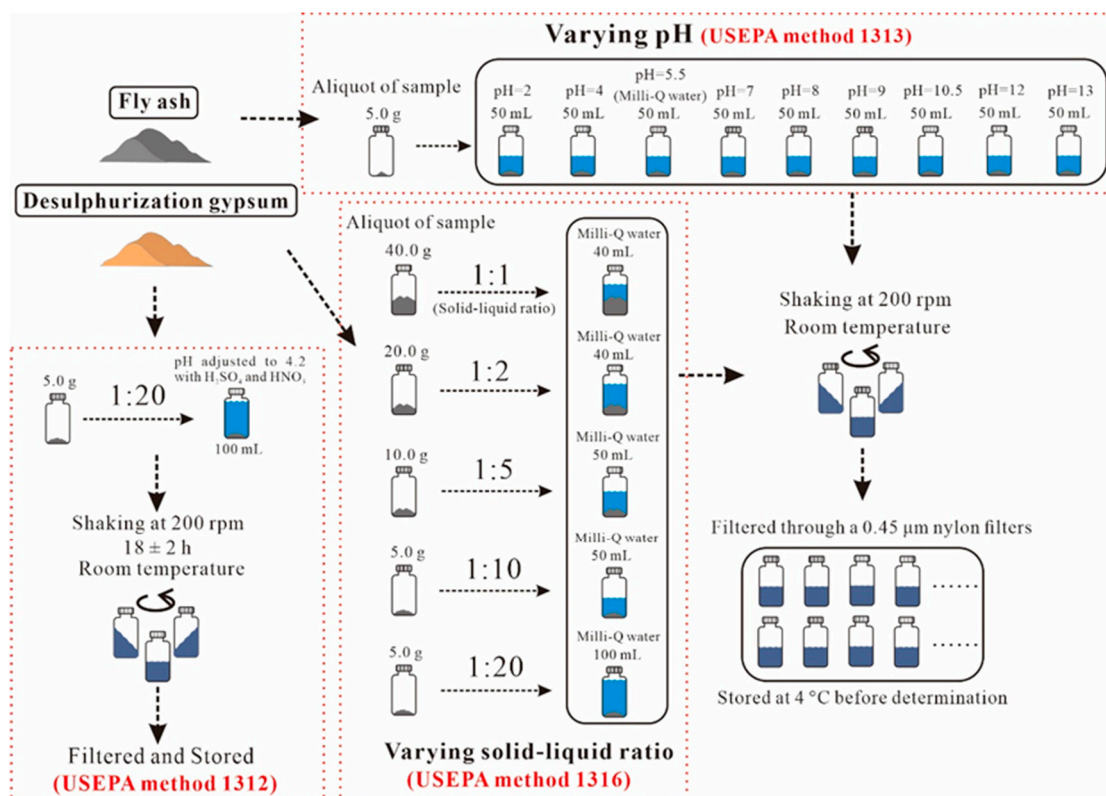 Varying pH (USEPA method 1313)
Fly ash
Desulphurization gypsum
Aliquot of sample
5.0 g
pH=2
50 mL
pH=4
50 mL
pH=5.5
(Milli-Q water)
50 mL
pH=7
50 mL
pH=8
50 mL
pH=9
50 mL
pH=10.5
50 mL
pH=12
50 mL
pH=13
50 mL
Aliquot of sample
40.0 g
1:1
(Solid-liquid ratio)
Milli-Q water
40 mL
20.0 g
1:2
Milli-Q water
40 mL
10.0 g
1:5
Milli-Q water
50 mL
5.0 g
1:10
Milli-Q water
50 mL
5.0 g
1:20
Milli-Q water
100 mL
Varying solid-liquid ratio
(USEPA method 1316)
5.0 g
1:20
pH adjusted to 4.2
with H₂SO₄ and HNO₃
100 mL
Shaking at 200 rpm
18 ± 2 h
Room temperature
Filtered and Stored
(USEPA method 1312)
Shaking at 200 rpm
Room temperature
Filtered through a 0.45 μm nylon filters
......
......
Stored at 4 °C before determination